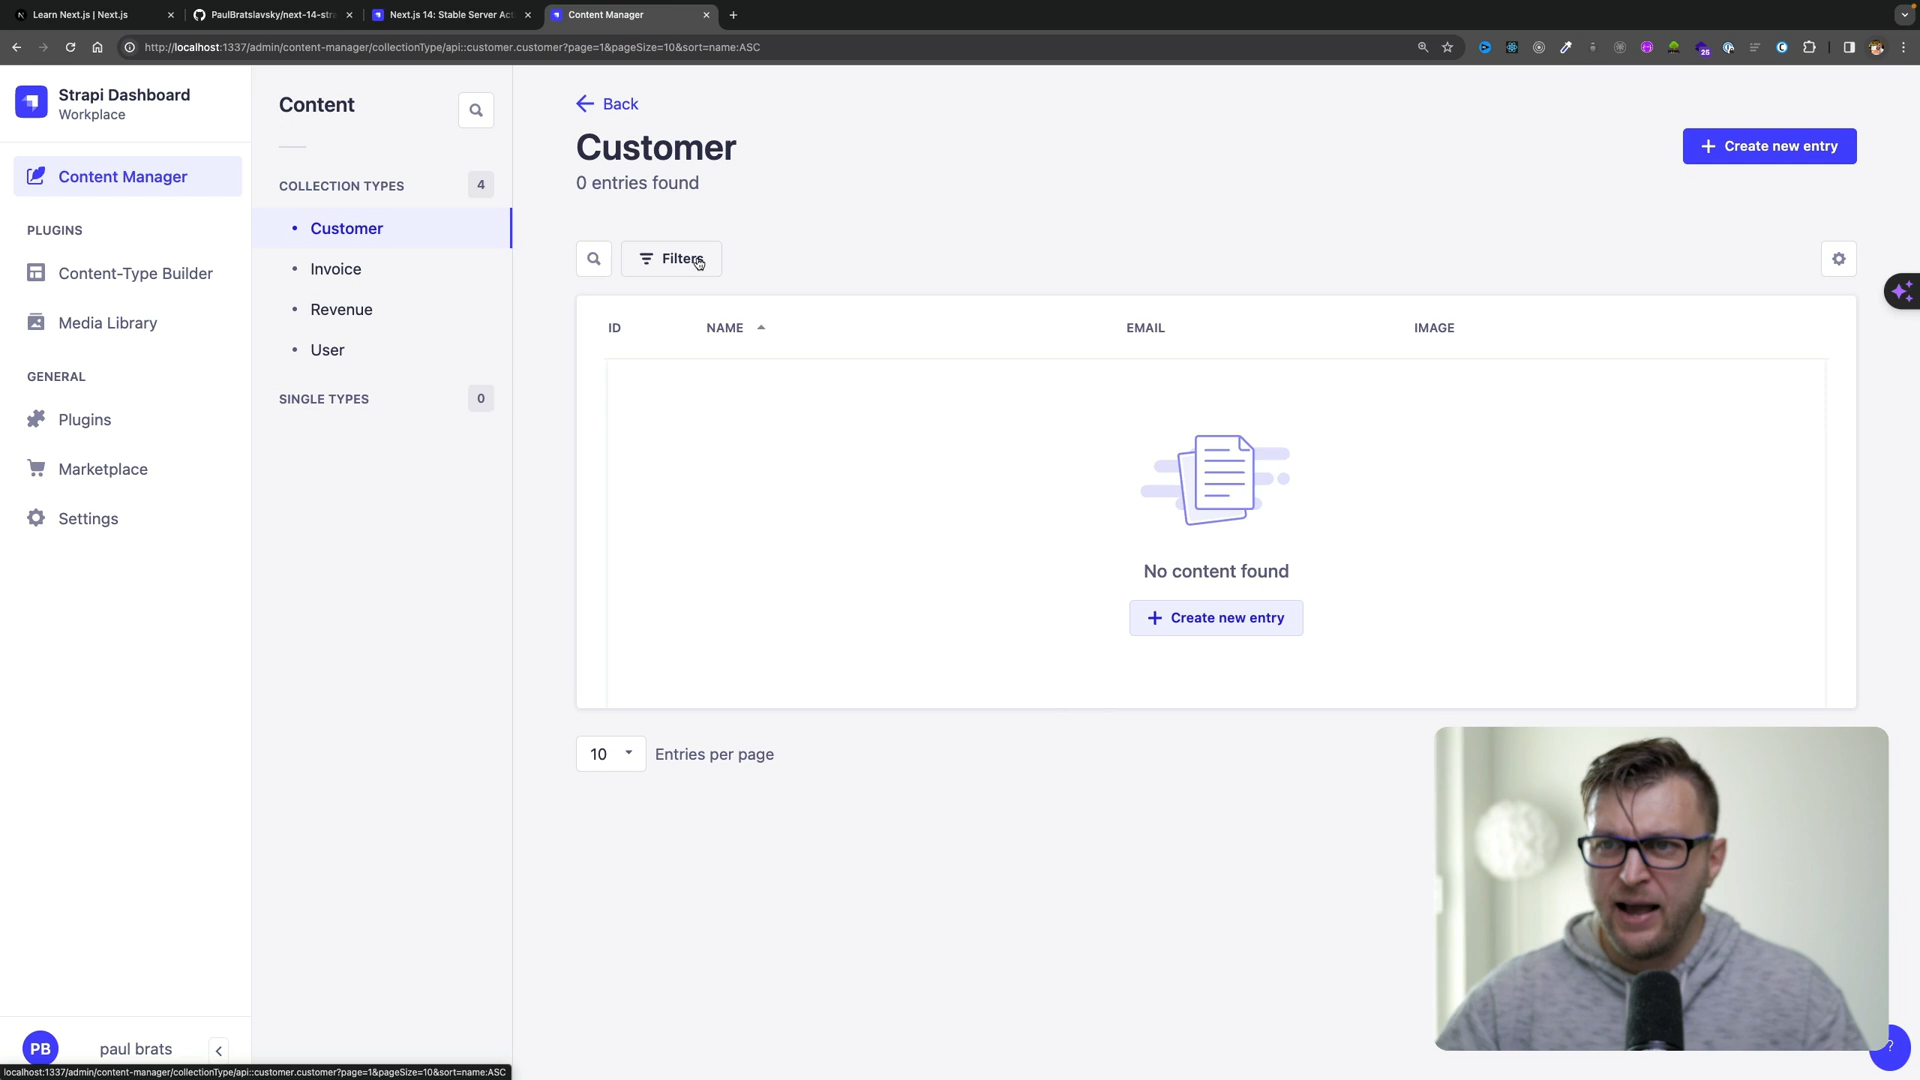 Learn Next.js | Next.js
PaulBratslavsky/next-14-stra
Next.js 14: Stable Server Act
Content Manager
http://localhost:1337/admin/content-manager/collectionType/api::customer.customer?page=1&pageSize=10&sort=name:ASC
25
Strapi Dashboard
Workplace
Content Manager
PLUGINS
Content-Type Builder
Media Library
GENERAL
Plugins
Marketplace
Settings
PB
paul brats
Content
COLLECTION TYPES
4
Customer
Invoice
Revenue
User
SINGLE TYPES
0
Back
Customer
0 entries found
Create new entry
Filters
ID
NAME
EMAIL
IMAGE
No content found
Create new entry
10
Entries per page
?
localhost:1337/admin/content-manager/collectionType/api::customer.customer?page=1&pageSize=10&sort=name:ASC